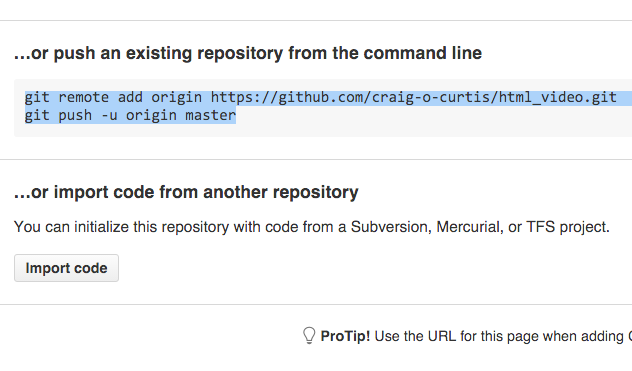 ...or push an existing repository from the command line
git remote add origin https://github.com/craig-o-curtis/html_video.git
git push -u origin master
...or import code from another repository
You can initialize this repository with code from a Subversion, Mercurial, or TFS project.
Import code
ProTip! Use the URL for this page when adding